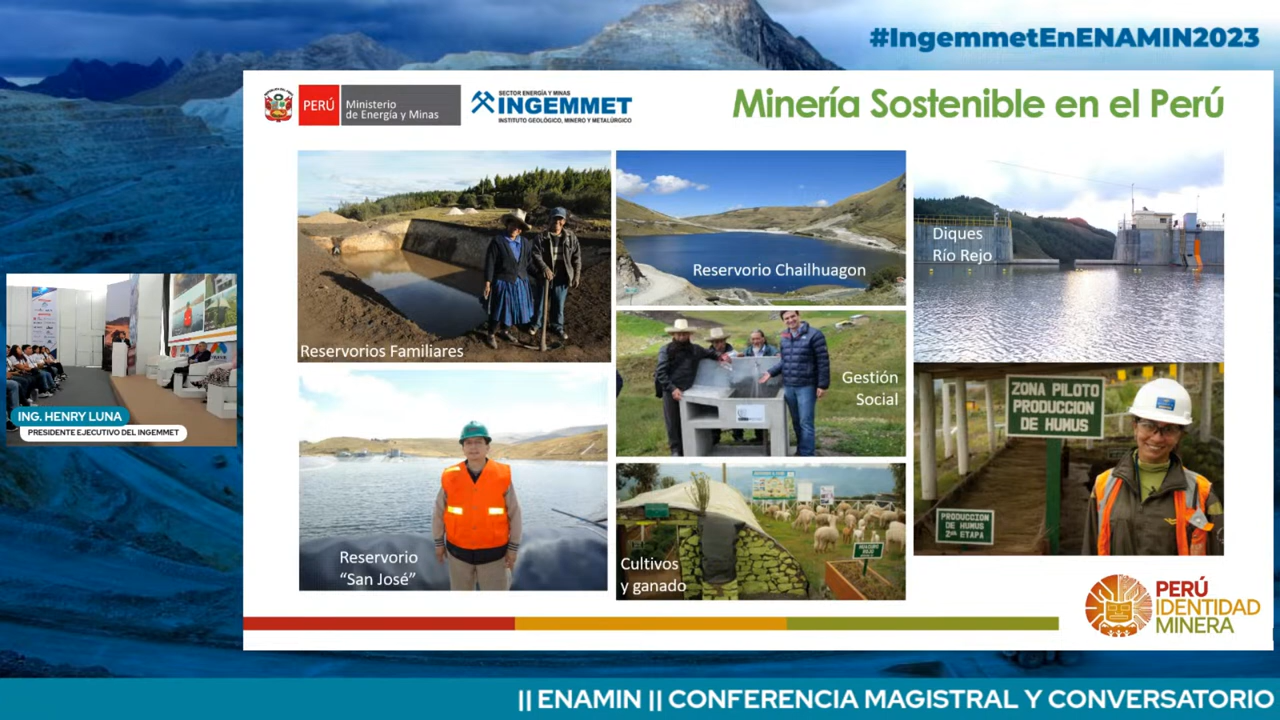 #IngemmetEnENAMIN2023
PERÚ
Ministerio
de Energía y Minas
SECTOR ENERGÍA Y MINAS
INGEMMET
INSTITUTO GEOLÓGICO, MINERO Y METALÚRGICO
Minería Sostenible en el Perú
Reservorios Familiares
Reservorio Chailhuagon
Diques
Río Rejo
Gestión
Social
ZONA PILOTO
PRODUCCION
DE HUMUS
PRODUCCION
DE HUMUS
2da ETAPA
Reservorio
“San José”
Cultivos
y ganado
ING. HENRY LUNA
PRESIDENTE EJECUTIVO DEL INGEMMET
PERÚ
IDENTIDAD
MINERA
|| ENAMIN || CONFERENCIA MAGISTRAL Y CONVERSATORIO